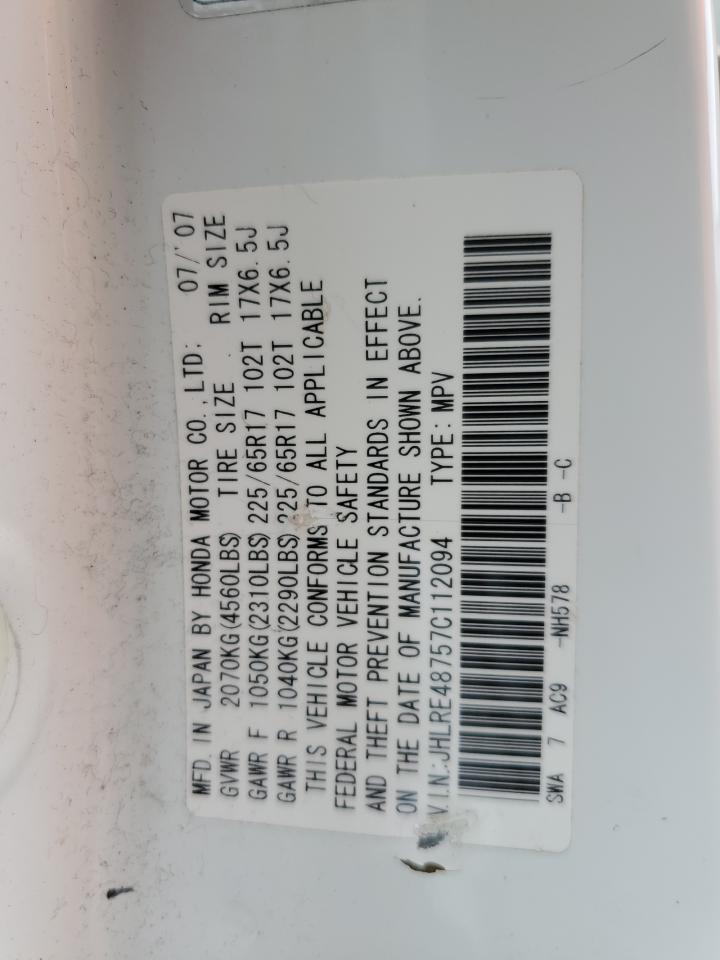 MFD. IN JAPAN BY HONDA MOTOR CO., LTD. 07/'07
GVWR 2070KG(4560LBS) TIRE SIZE RIM SIZE
GAWR F 1050KG(2310LBS) 225/65R17 102T 17X6.5J
GAWR R 1040KG(2290LBS) 225/65R17 102T 17X6.5J
THIS VEHICLE CONFORMS TO ALL APPLICABLE
FEDERAL MOTOR VEHICLE SAFETY
AND THEFT PREVENTION STANDARDS IN EFFECT
ON THE DATE OF MANUFACTURE SHOWN ABOVE.
V.I.N.:JHLRE48757C112094 TYPE: MPV
SWA 7 AC9 -NH578 -B -C